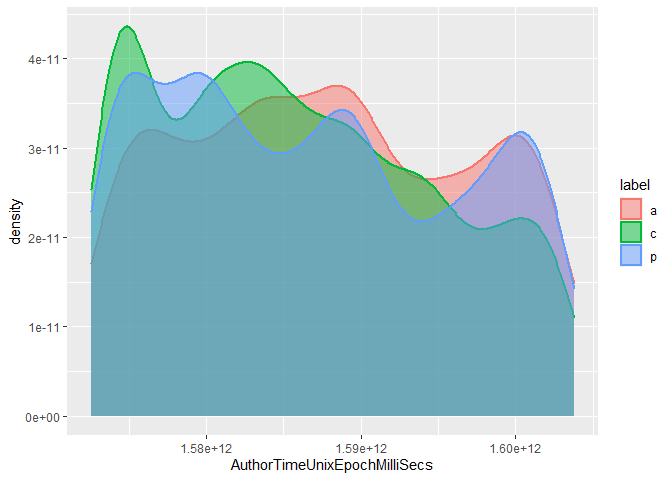 4e-11
3e-11
2e-11
1e-11
0e+00
density
1.58e+12 1.59e+12 1.60e+12
AuthorTimeUnixEpochMilliSecs
label
a
c
p